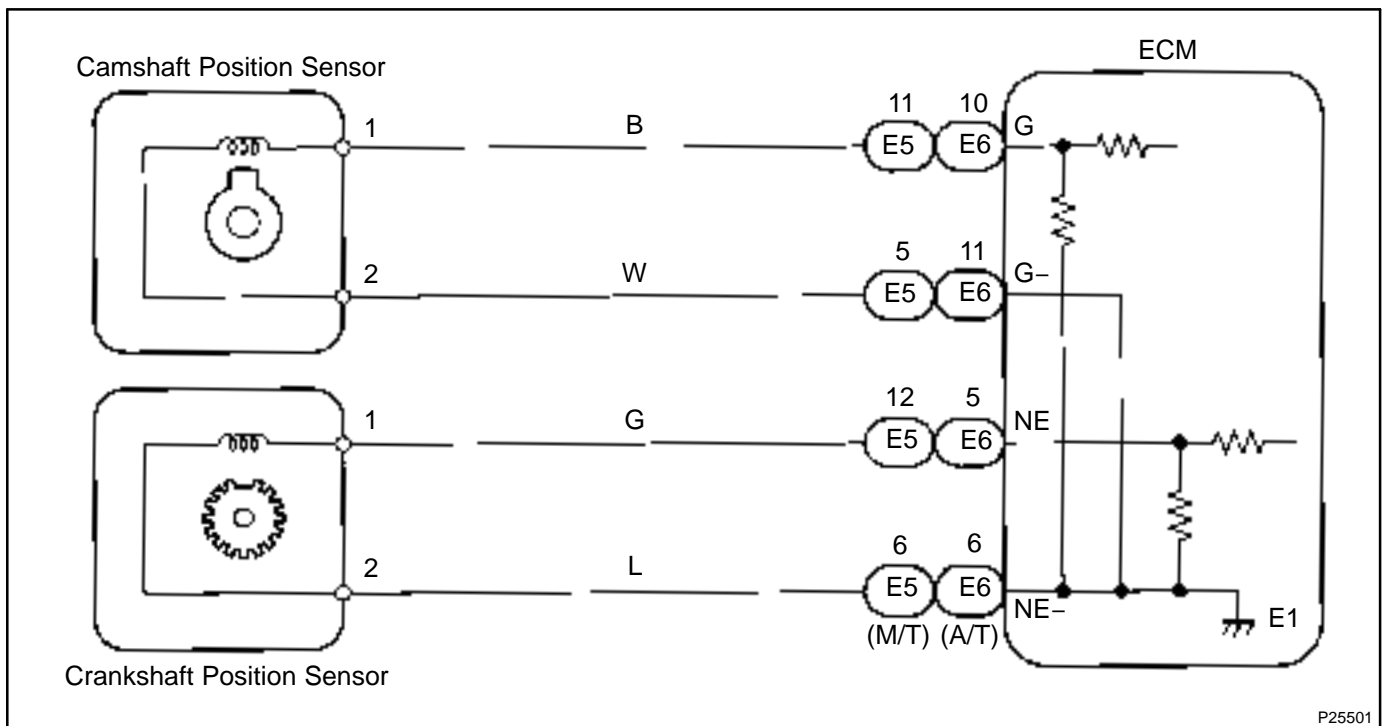 ECM
Camshaft Position Sensor
11 10
1 B E5 E6 G
5 11
2 W E5 E6 G−
12 5
1 G E5 E6 NE
6 6
2 L E5 E6 NE−
(M/T) (A/T) E1
Crankshaft Position Sensor
P25501